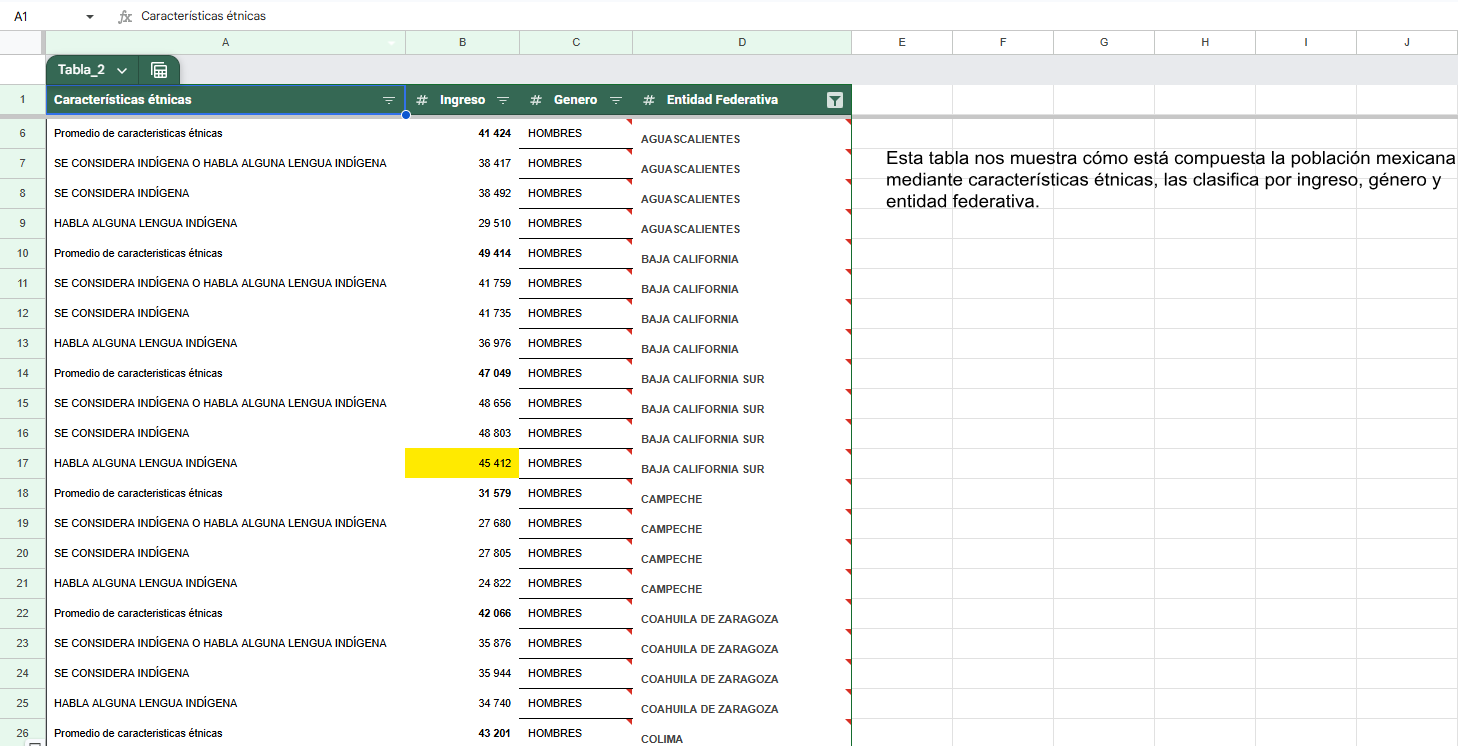 A1 fx Características étnicas
A B C D E F G H I J
Tabla_2
1 Características étnicas # Ingreso # Genero # Entidad Federativa
6 Promedio de caracteristicas étnicas 41 424 HOMBRES AGUASCALIENTES
7 SE CONSIDERA INDÍGENA O HABLA ALGUNA LENGUA INDÍGENA 38 417 HOMBRES AGUASCALIENTES
8 SE CONSIDERA INDÍGENA 38 492 HOMBRES AGUASCALIENTES
9 HABLA ALGUNA LENGUA INDÍGENA 29 510 HOMBRES AGUASCALIENTES
10 Promedio de caracteristicas étnicas 49 414 HOMBRES BAJA CALIFORNIA
11 SE CONSIDERA INDÍGENA O HABLA ALGUNA LENGUA INDÍGENA 41 759 HOMBRES BAJA CALIFORNIA
12 SE CONSIDERA INDÍGENA 41 735 HOMBRES BAJA CALIFORNIA
13 HABLA ALGUNA LENGUA INDÍGENA 36 976 HOMBRES BAJA CALIFORNIA
14 Promedio de caracteristicas étnicas 47 049 HOMBRES BAJA CALIFORNIA SUR
15 SE CONSIDERA INDÍGENA O HABLA ALGUNA LENGUA INDÍGENA 48 656 HOMBRES BAJA CALIFORNIA SUR
16 SE CONSIDERA INDÍGENA 48 803 HOMBRES BAJA CALIFORNIA SUR
17 HABLA ALGUNA LENGUA INDÍGENA 45 412 HOMBRES BAJA CALIFORNIA SUR
18 Promedio de caracteristicas étnicas 31 579 HOMBRES CAMPECHE
19 SE CONSIDERA INDÍGENA O HABLA ALGUNA LENGUA INDÍGENA 27 680 HOMBRES CAMPECHE
20 SE CONSIDERA INDÍGENA 27 805 HOMBRES CAMPECHE
21 HABLA ALGUNA LENGUA INDÍGENA 24 822 HOMBRES CAMPECHE
22 Promedio de caracteristicas étnicas 42 066 HOMBRES COAHUILA DE ZARAGOZA
23 SE CONSIDERA INDÍGENA O HABLA ALGUNA LENGUA INDÍGENA 35 876 HOMBRES COAHUILA DE ZARAGOZA
24 SE CONSIDERA INDÍGENA 35 944 HOMBRES COAHUILA DE ZARAGOZA
25 HABLA ALGUNA LENGUA INDÍGENA 34 740 HOMBRES COAHUILA DE ZARAGOZA
26 Promedio de caracteristicas étnicas 43 201 HOMBRES COLIMA
Esta tabla nos muestra cómo está compuesta la población mexicana
mediante características étnicas, las clasifica por ingreso, género y
entidad federativa.